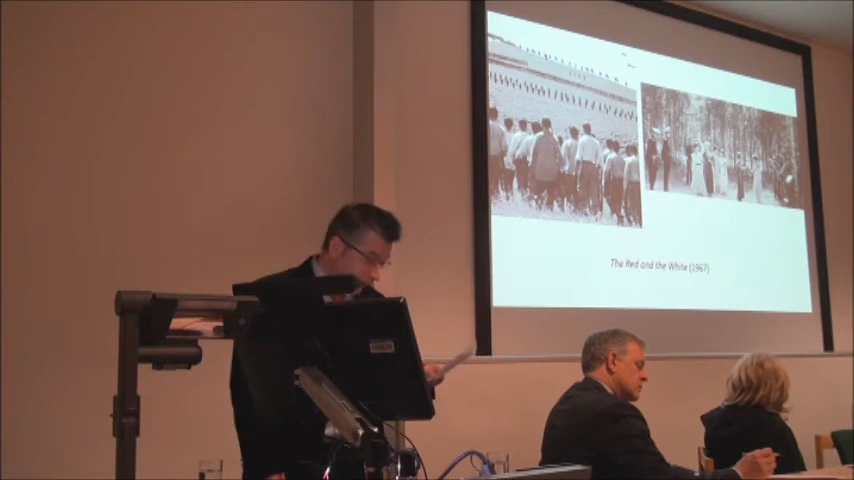 The Red and the White (1967)